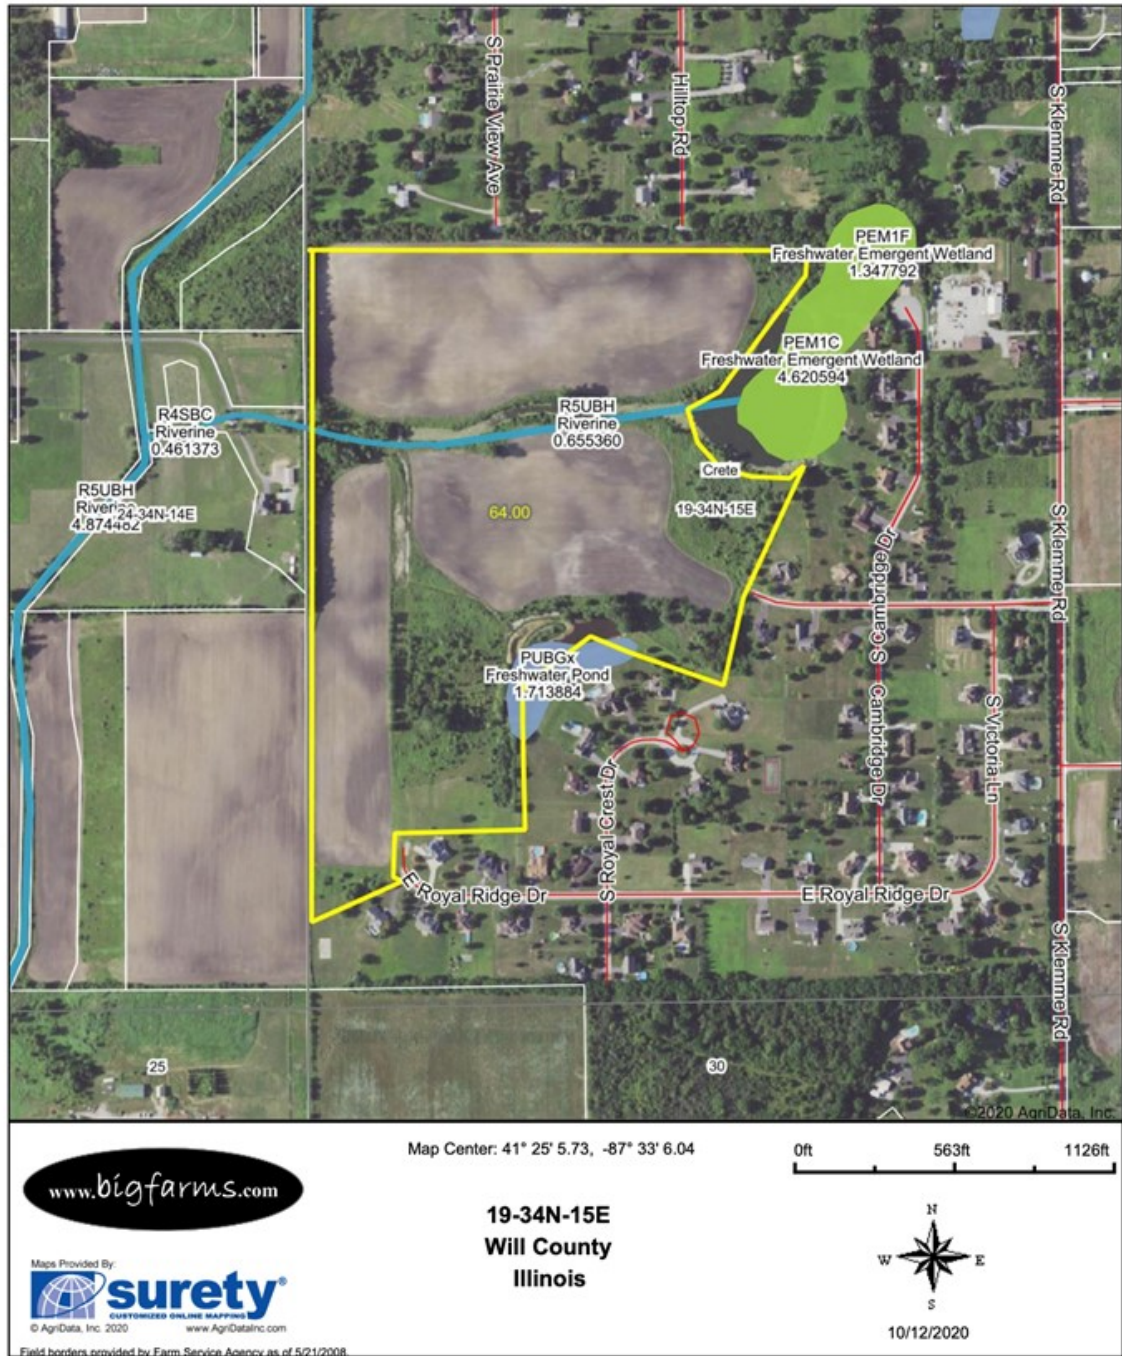 S Prairie View Ave
Hilltop Rd
S Klemme Rd
PEM1F
Freshwater Emergent Wetland
1.347792
PEM1C
Freshwater Emergent Wetland
4.620594
R5UBH
Riverine
0.655360
R4SBC
Riverine
0.461373
Crete
R5UBH
Riverine
4.874482
24-34N-14E
64.00
19-34N-15E
S Klemme Rd
S Cambridge Dr
PUBGx
Freshwater Pond
1.713884
S Cambridge Dr
S Victoria Ln
S Royal Crest Dr
E Royal Ridge Dr
E Royal Ridge Dr
S Klemme Rd
25
30
©2020 AgriData, Inc.
www.bigfarms.com
Map Center: 41° 25' 5.73, -87° 33' 6.04
0ft 563ft 1126ft
19-34N-15E
Will County
Illinois
N
W E
S
10/12/2020
Maps Provided By:
surety®
CUSTOMIZED ONLINE MAPPING
© AgriData, Inc. 2020 www.AgriDataInc.com
Field borders provided by Farm Service Agency as of 5/21/2008.